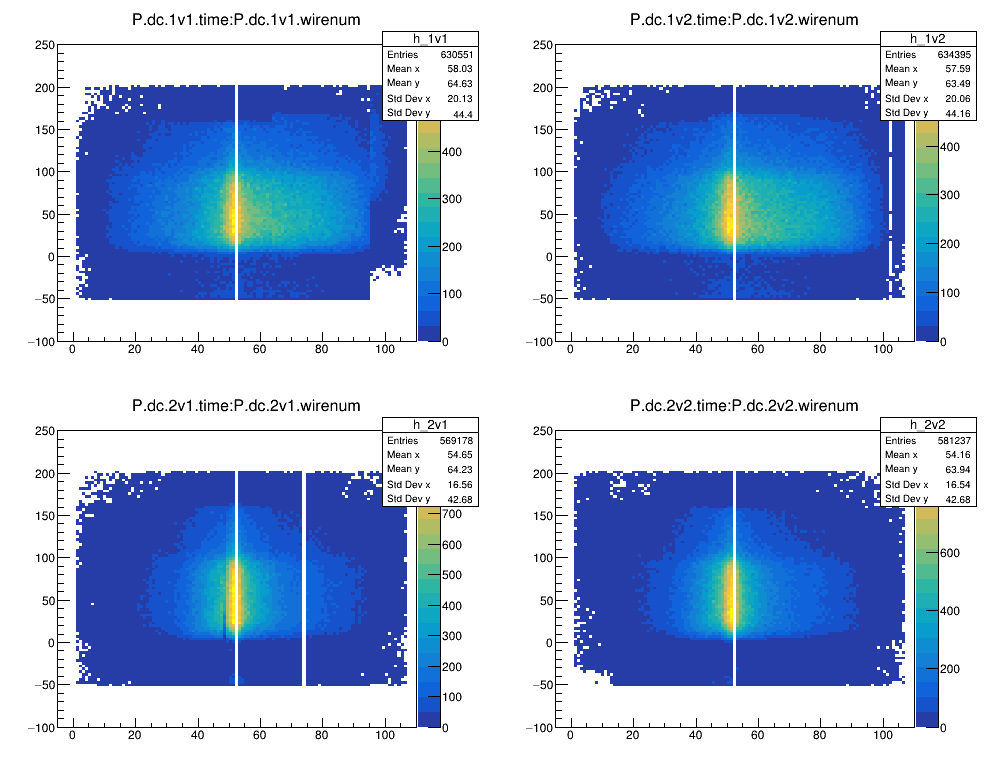 P.dc.1v1.time:P.dc.1v1.wirenum
h_1v1
Entries 630551
Mean x 58.03
Mean y 64.63
Std Dev x 20.13
Std Dev y 44.4
250
200
150
100
50
0
−50
−100
0 20 40 60 80 100
400
300
200
100
0
P.dc.1v2.time:P.dc.1v2.wirenum
h_1v2
Entries 634395
Mean x 57.59
Mean y 63.49
Std Dev x 20.06
Std Dev y 44.16
250
200
150
100
50
0
−50
−100
0 20 40 60 80 100
400
300
200
100
0
P.dc.2v1.time:P.dc.2v1.wirenum
h_2v1
Entries 569178
Mean x 54.65
Mean y 64.23
Std Dev x 16.56
Std Dev y 42.68
250
200
150
100
50
0
−50
−100
0 20 40 60 80 100
700
600
500
400
300
200
100
0
P.dc.2v2.time:P.dc.2v2.wirenum
h_2v2
Entries 581237
Mean x 54.16
Mean y 63.94
Std Dev x 16.54
Std Dev y 42.68
250
200
150
100
50
0
−50
−100
0 20 40 60 80 100
600
400
200
0